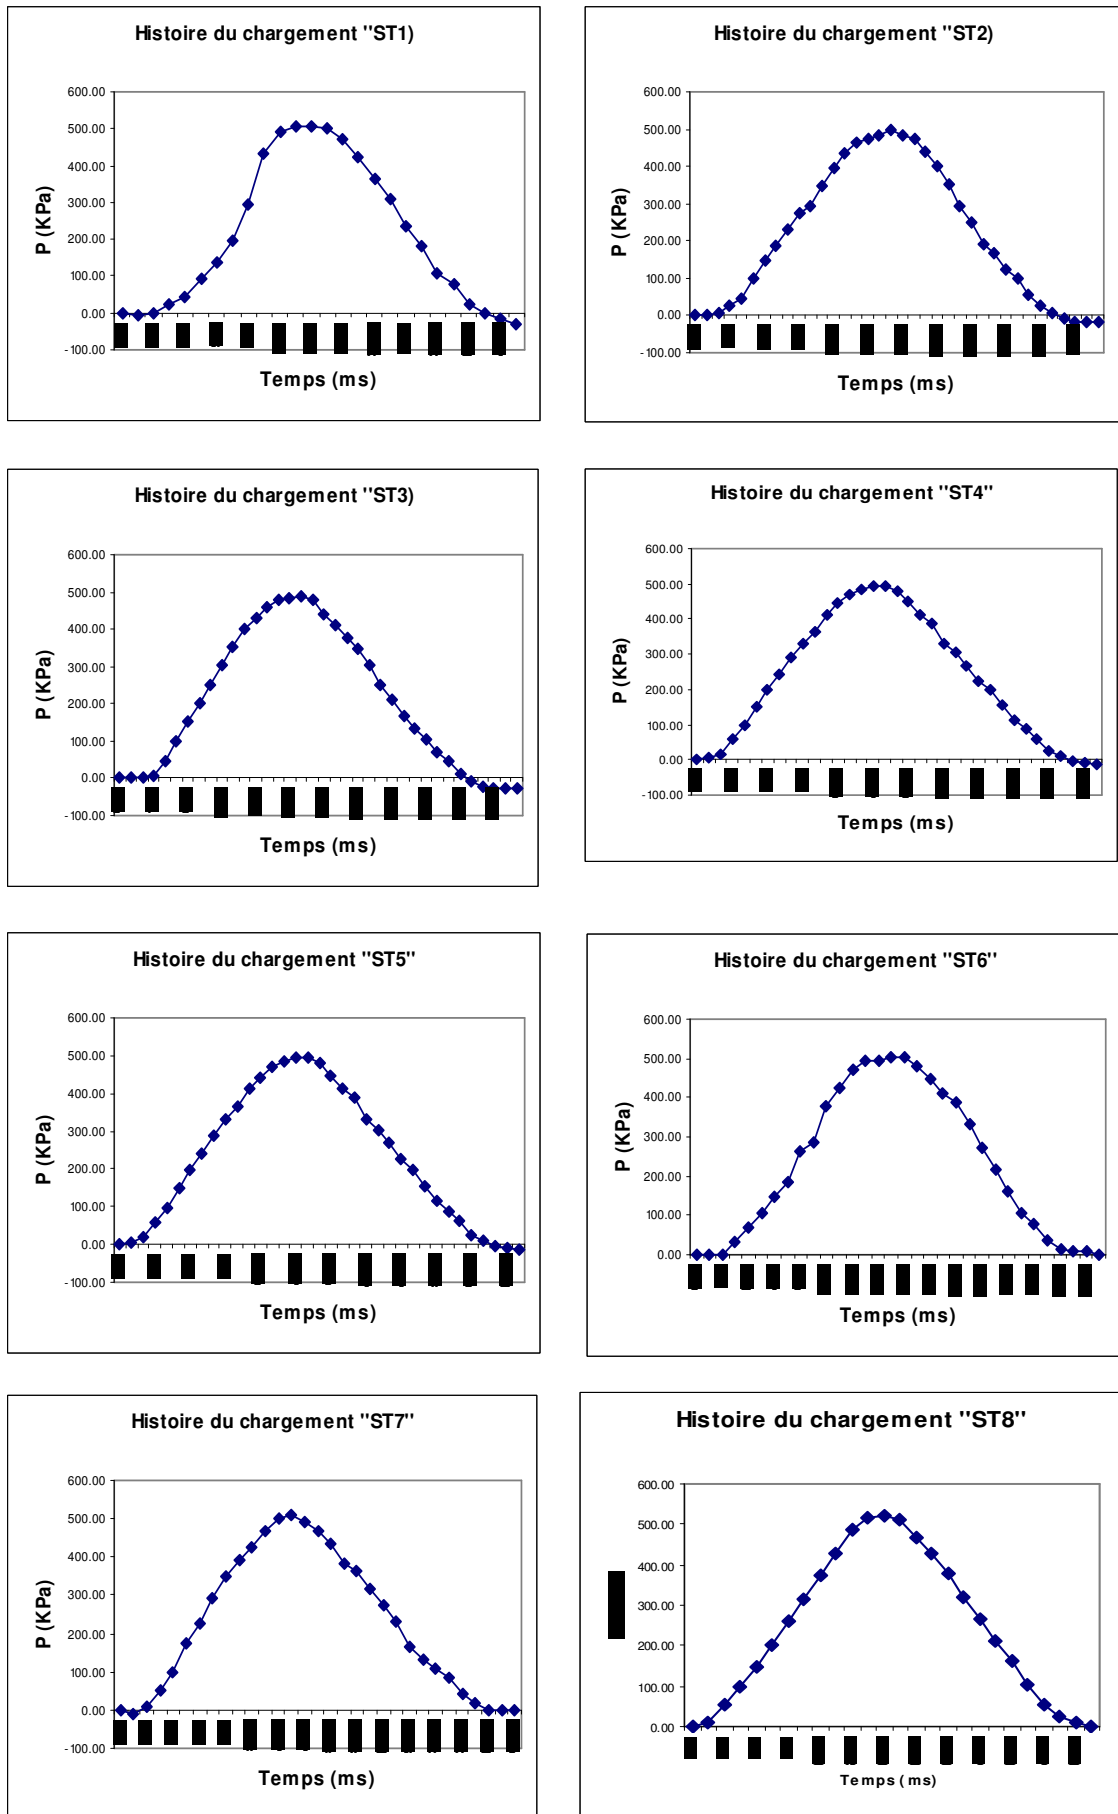 Histoire du chargement "ST1)
600.00
500.00
400.00
300.00
200.00
100.00
0.00
-100.00
P (KPa)
Temps (ms)
Histoire du chargement "ST2)
600.00
500.00
400.00
300.00
200.00
100.00
0.00
-100.00
P (KPa)
Temps (ms)
Histoire du chargement "ST3)
600.00
500.00
400.00
300.00
200.00
100.00
0.00
-100.00
P (KPa)
Temps (ms)
Histoire du chargement "ST4"
600.00
500.00
400.00
300.00
200.00
100.00
0.00
-100.00
P (KPa)
Temps (ms)
Histoire du chargement "ST5"
600.00
500.00
400.00
300.00
200.00
100.00
0.00
-100.00
P (KPa)
Temps (ms)
Histoire du chargement "ST6"
600.00
500.00
400.00
300.00
200.00
100.00
0.00
P (KPa)
Temps (ms)
Histoire du chargement "ST7"
600.00
500.00
400.00
300.00
200.00
100.00
0.00
-100.00
P (KPa)
Temps (ms)
Histoire du chargement "ST8"
600.00
500.00
400.00
300.00
200.00
100.00
0.00
Temps (ms)